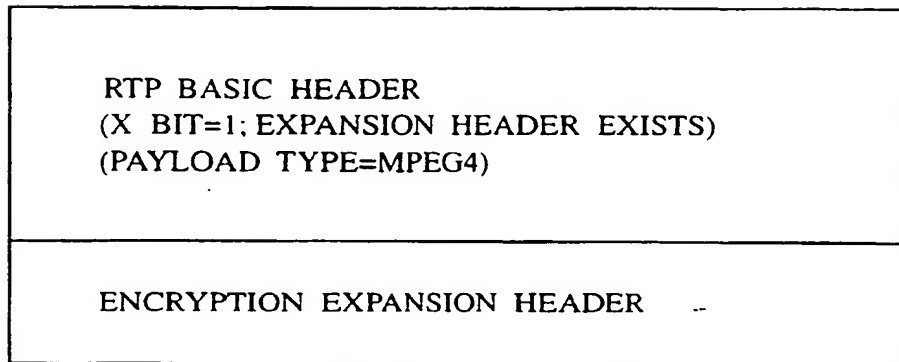 RTP BASIC HEADER
(X BIT=1; EXPANSION HEADER EXISTS)
(PAYLOAD TYPE=MPEG4)
ENCRYPTION EXPANSION HEADER